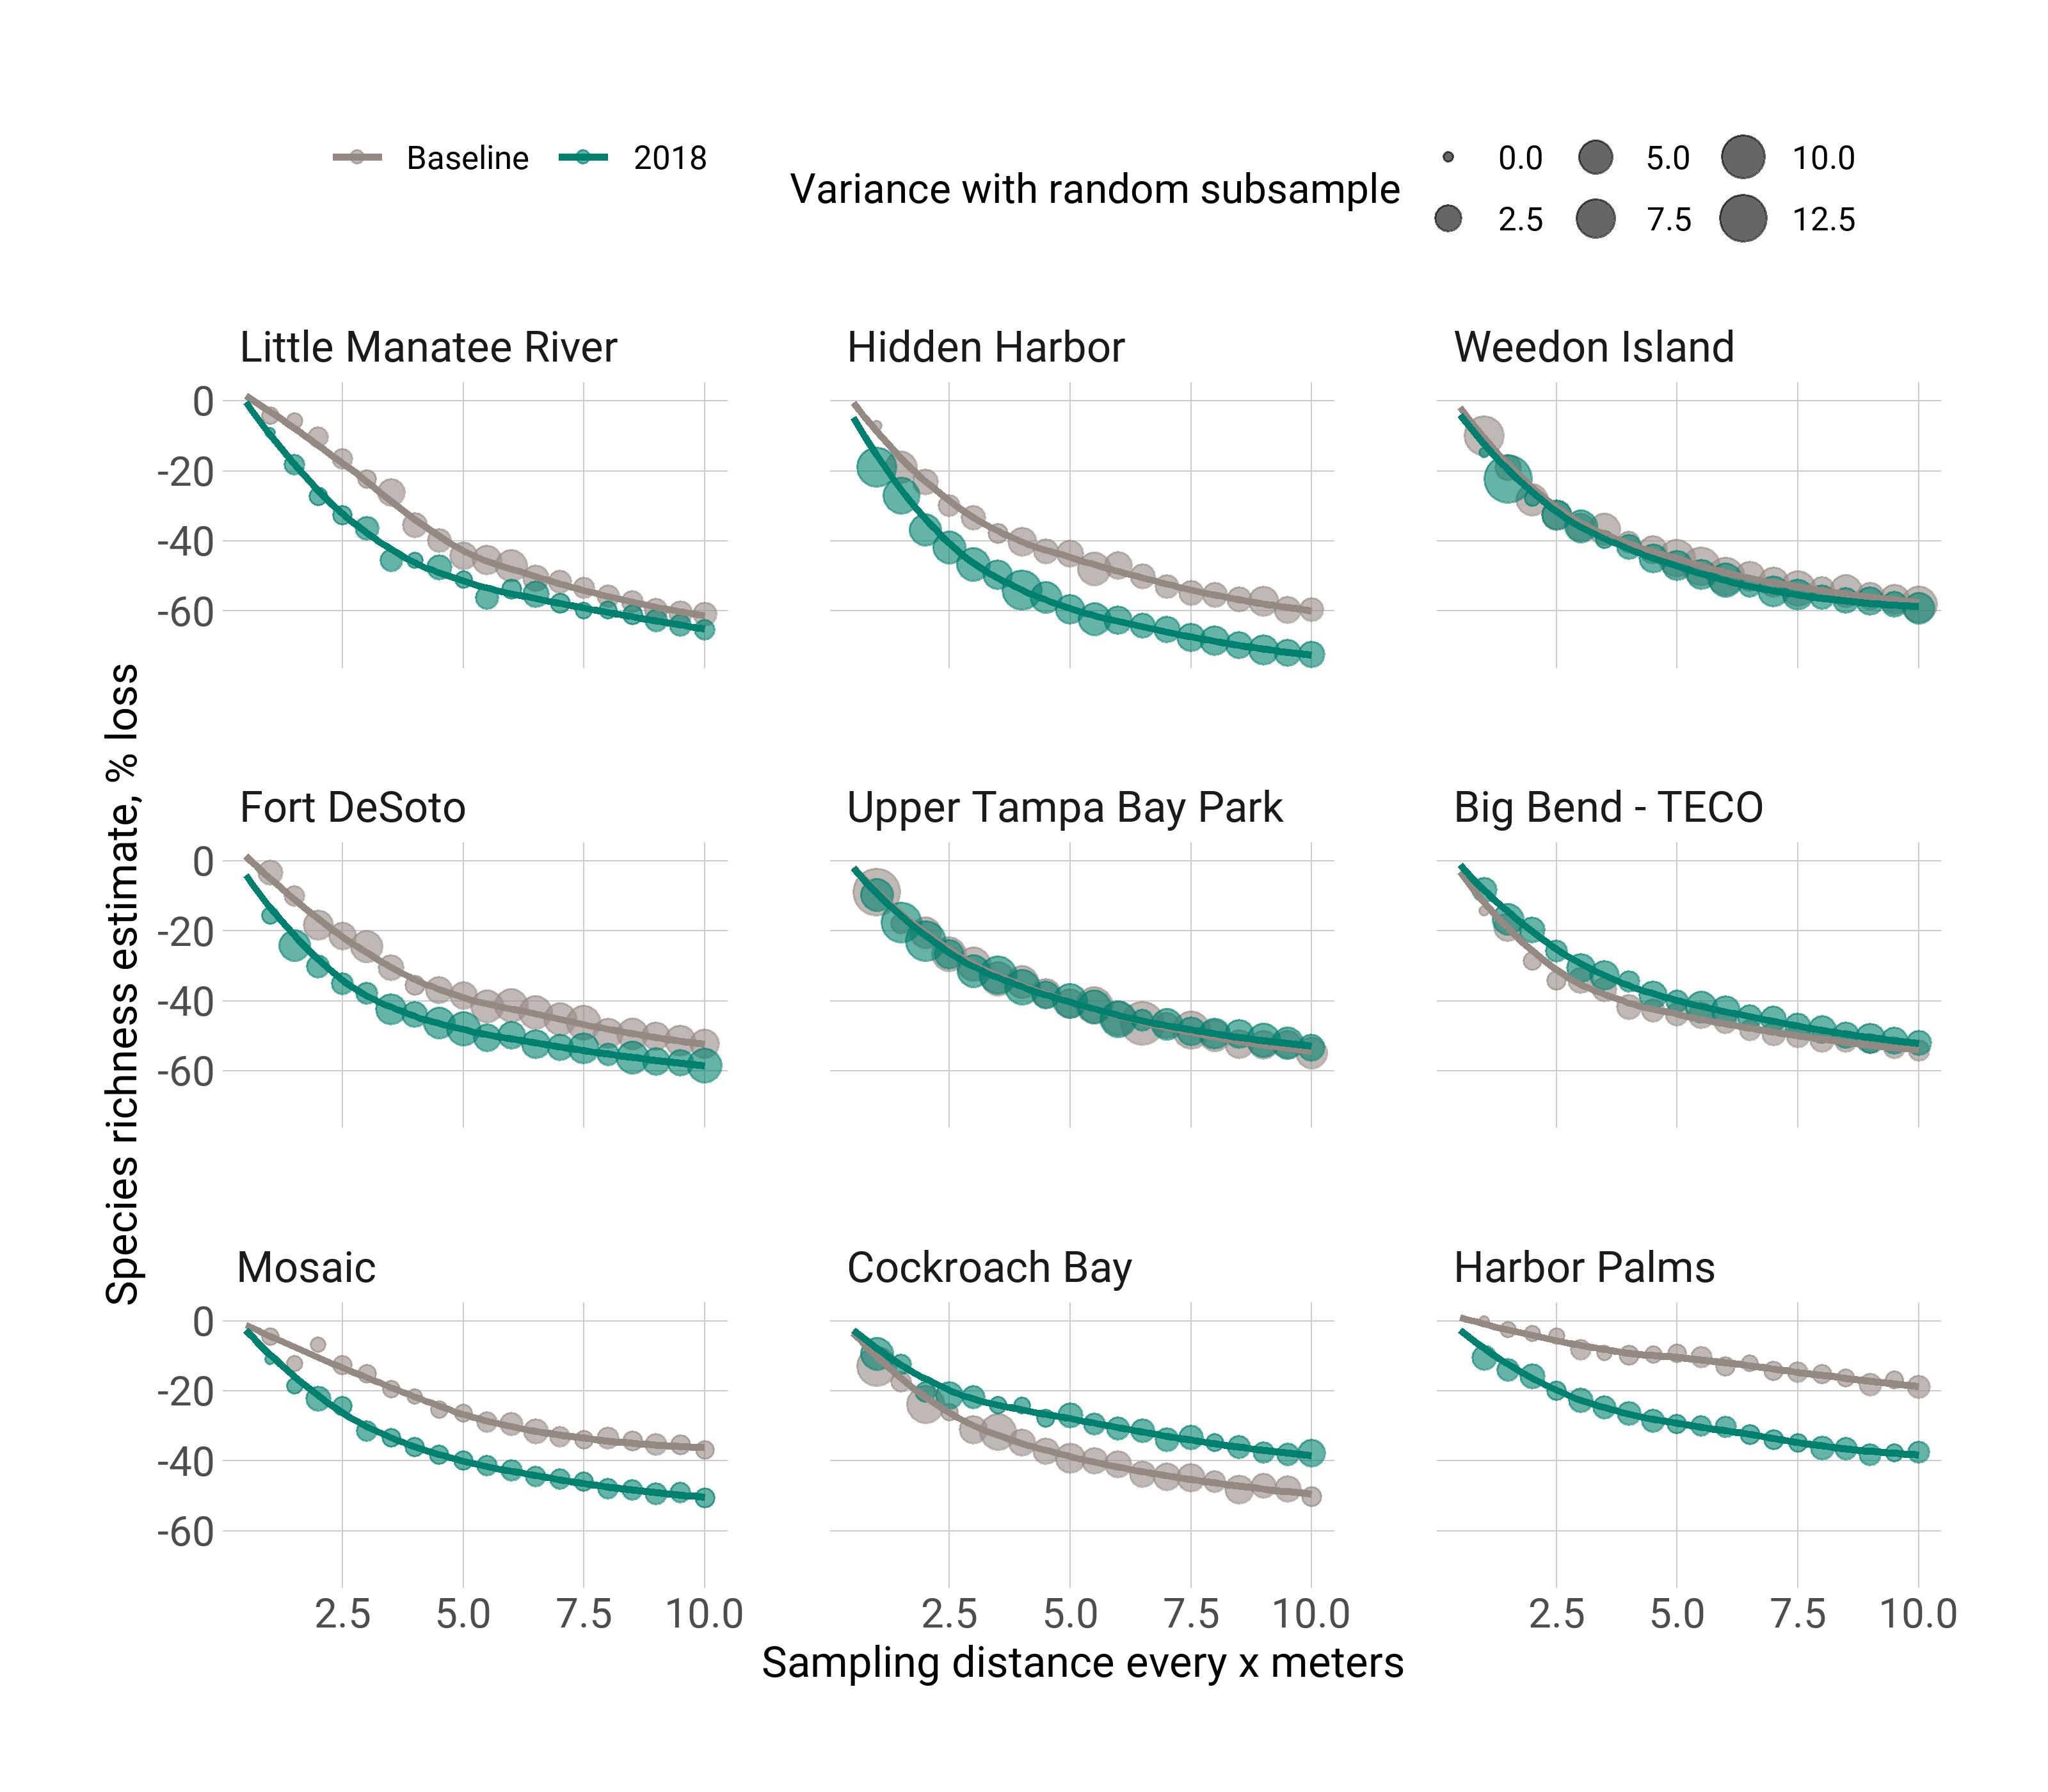 Baseline 2018
Variance with random subsample
0.0 5.0 10.0
2.5 7.5 12.5
Little Manatee River Hidden Harbor Weedon Island
0
-20
-40
-60
Fort DeSoto Upper Tampa Bay Park Big Bend - TECO
0
-20
-40
-60
Mosaic Cockroach Bay Harbor Palms
0
-20
-40
-60
2.5 5.0 7.5 10.0 2.5 5.0 7.5 10.0 2.5 5.0 7.5 10.0
Sampling distance every x meters
Species richness estimate, % loss